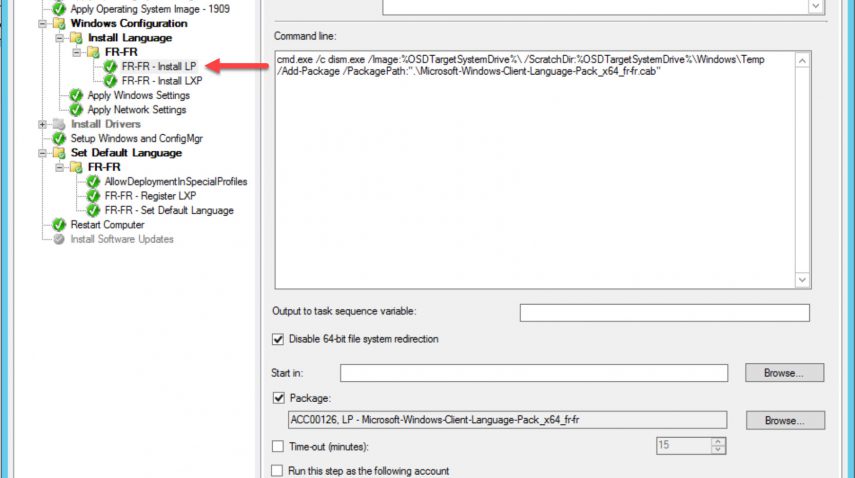 Apply Operating System Image - 1909
Windows Configuration
Install Language
FR-FR
FR-FR - Install LP
FR-FR - Install LXP
Apply Windows Settings
Apply Network Settings
Install Drivers
Setup Windows and ConfigMgr
Set Default Language
FR-FR
AllowDeploymentInSpecialProfiles
FR-FR - Register LXP
FR-FR - Set Default Language
Restart Computer
Install Software Updates
Command line:
cmd.exe /c dism.exe /Image:%OSDTargetSystemDrive%\ /ScratchDir:%OSDTargetSystemDrive%\Windows\Temp
/Add-Package /PackagePath:".\Microsoft-Windows-Client-Language-Pack_x64_fr-fr.cab"
Output to task sequence variable:
Disable 64-bit file system redirection
Start in:
Browse...
Package:
ACC00126, LP - Microsoft-Windows-Client-Language-Pack_x64_fr-fr
Browse...
Time-out (minutes):
15
Run this step as the following account